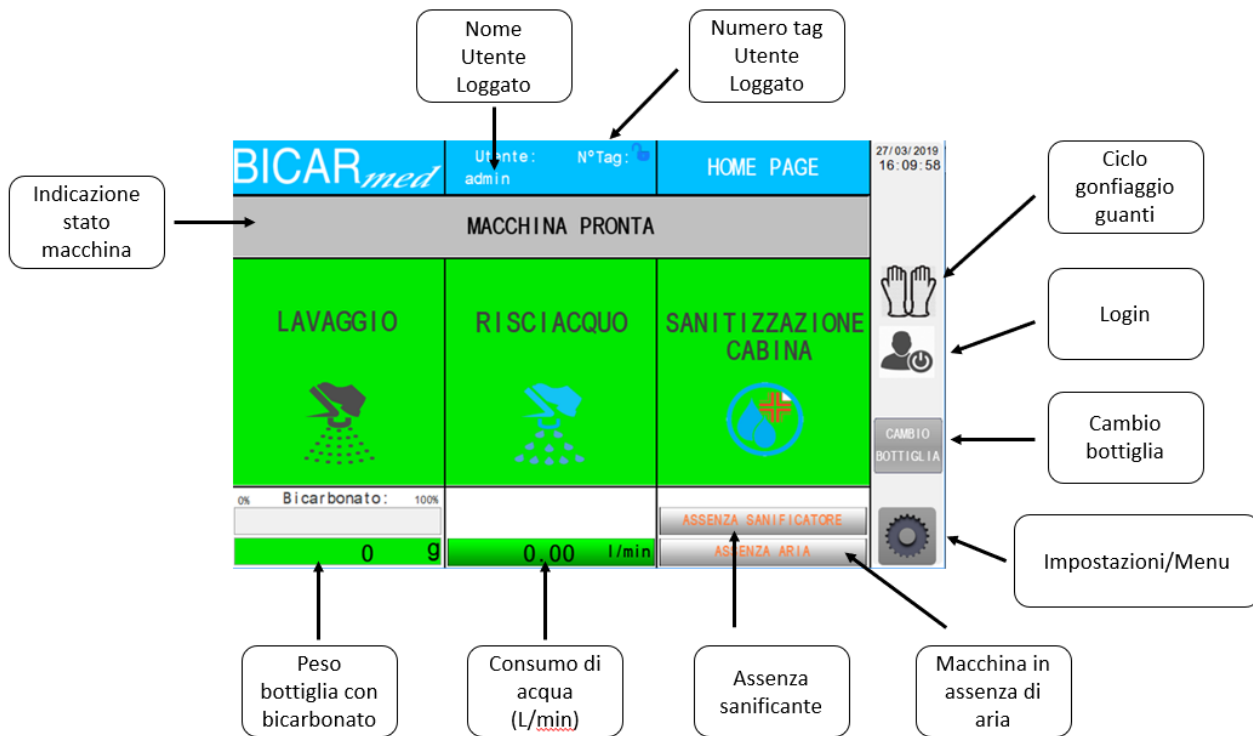 Nome
Utente
Loggato
Numero tag
Utente
Loggato
BICARmed
Utente:
N°Tag:
admin
HOME PAGE
27/03/2019
16:09:58
Ciclo
gonfiaggio
guanti
Indicazione
stato
macchina
MACCHINA PRONTA
LAVAGGIO
RISCIACQUO
SANITIZZAZIONE
CABINA
Login
CAMBIO
BOTTIGLIA
Cambio
bottiglia
0%
Bicarbonato:
100%
ASSENZA SANIFICATORE
0 g
0.00 l/min
ASSENZA ARIA
Impostazioni/Menu
Peso
bottiglia con
bicarbonato
Consumo di
acqua
(L/min)
Assenza
sanificante
Macchina in
assenza di
aria